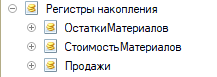 Регистры накопления
ОстаткиМатериалов
СтоимостьМатериалов
Продажи